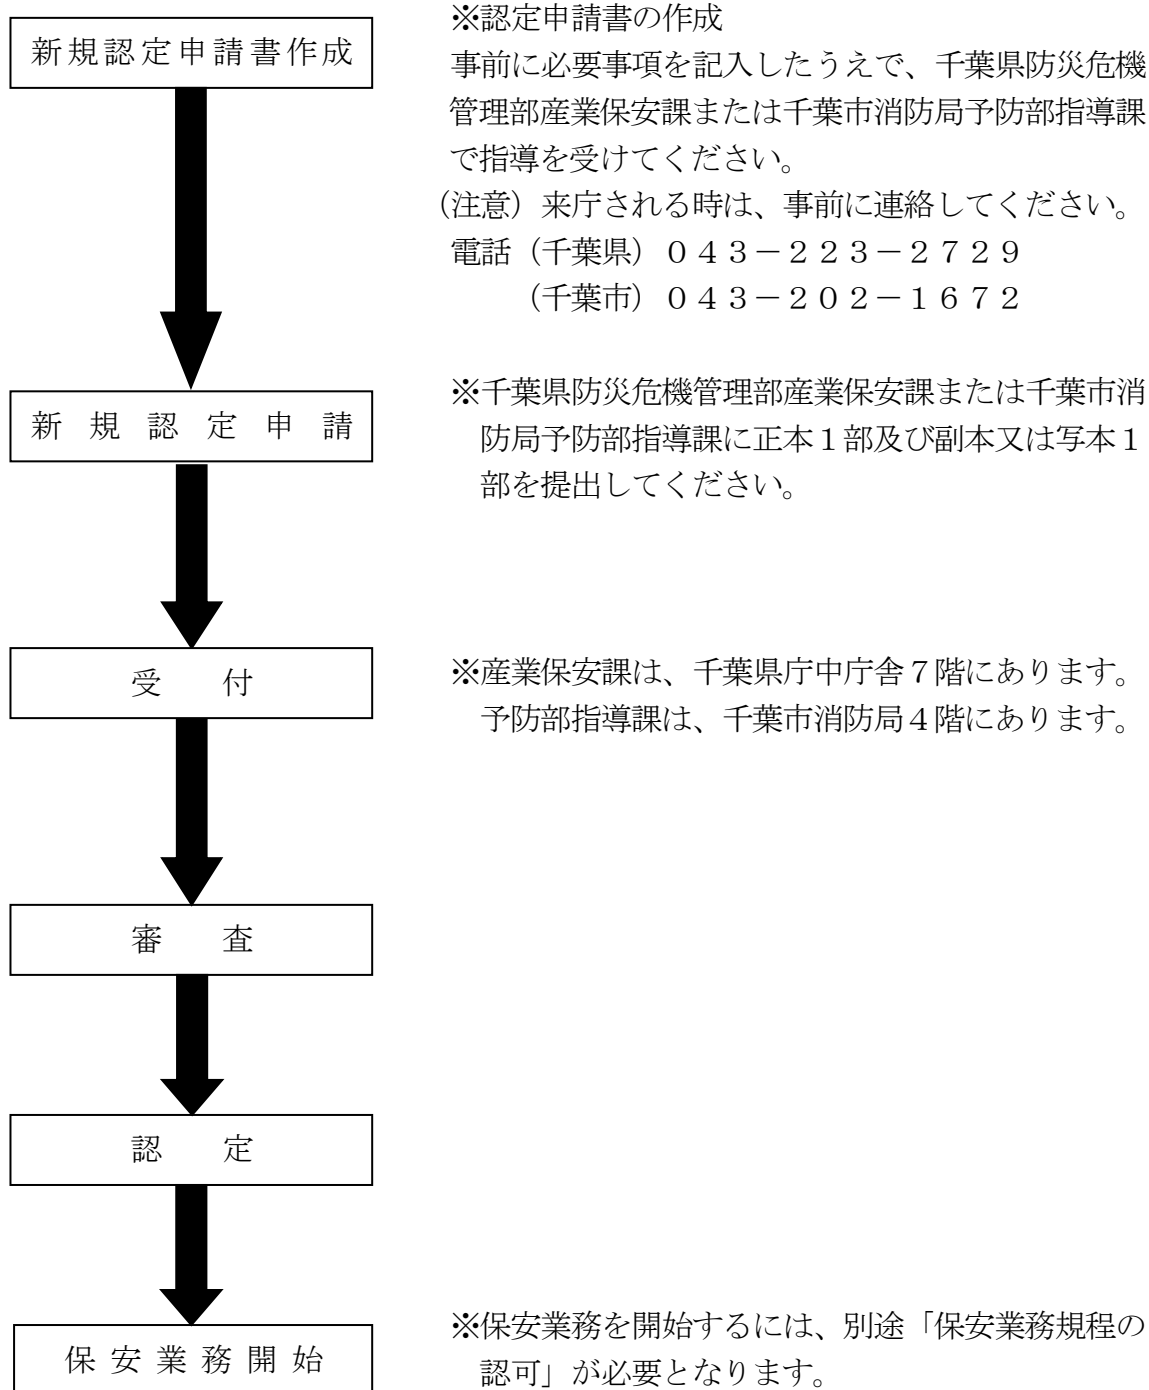 新規認定申請書作成
※認定申請書の作成
事前に必要事項を記入したうえで、千葉県防災危機
管理部産業保安課または千葉市消防局予防部指導課
で指導を受けてください。
（注意）来庁される時は、事前に連絡してください。
電話（千葉県）０４３－２２３－２７２９
（千葉市）０４３－２０２－１６７２
新規認定申請
※千葉県防災危機管理部産業保安課または千葉市消
防局予防部指導課に正本１部及び副本又は写本１
部を提出してください。
受　付
※産業保安課は、千葉県庁中庁舎７階にあります。
予防部指導課は、千葉市消防局４階にあります。
審　査
認　定
保安業務開始
※保安業務を開始するには、別途「保安業務規程の
認可」が必要となります。